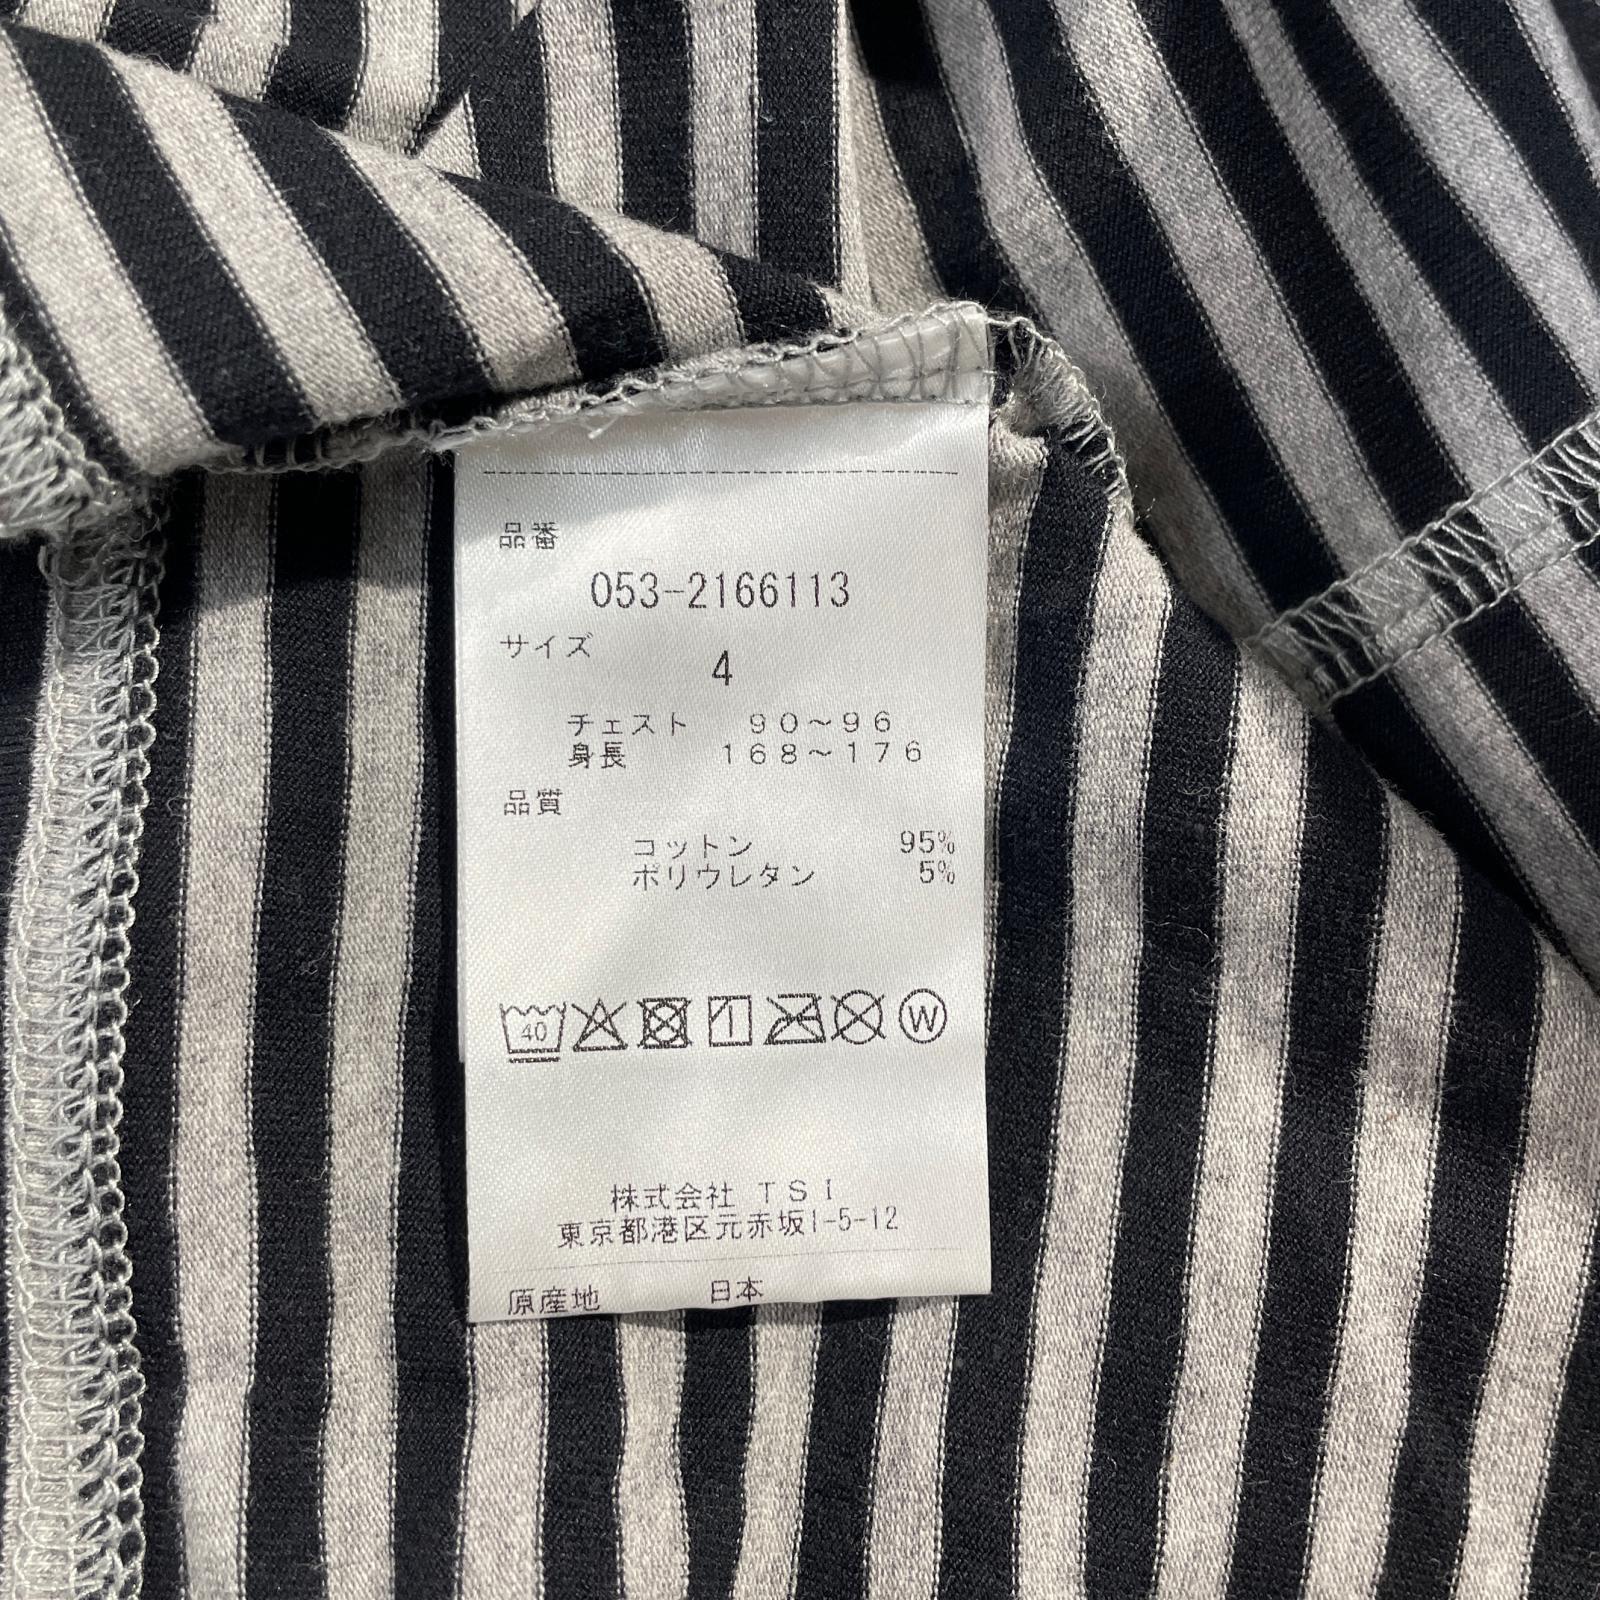 品番
053-2166113
サイズ
4
チェスト 90～96
身長 168～176
品質
コットン 95%
ポリウレタン 5%
40 W
株式会社 TSI
東京都港区元赤坂1-5-12
原産地 日本